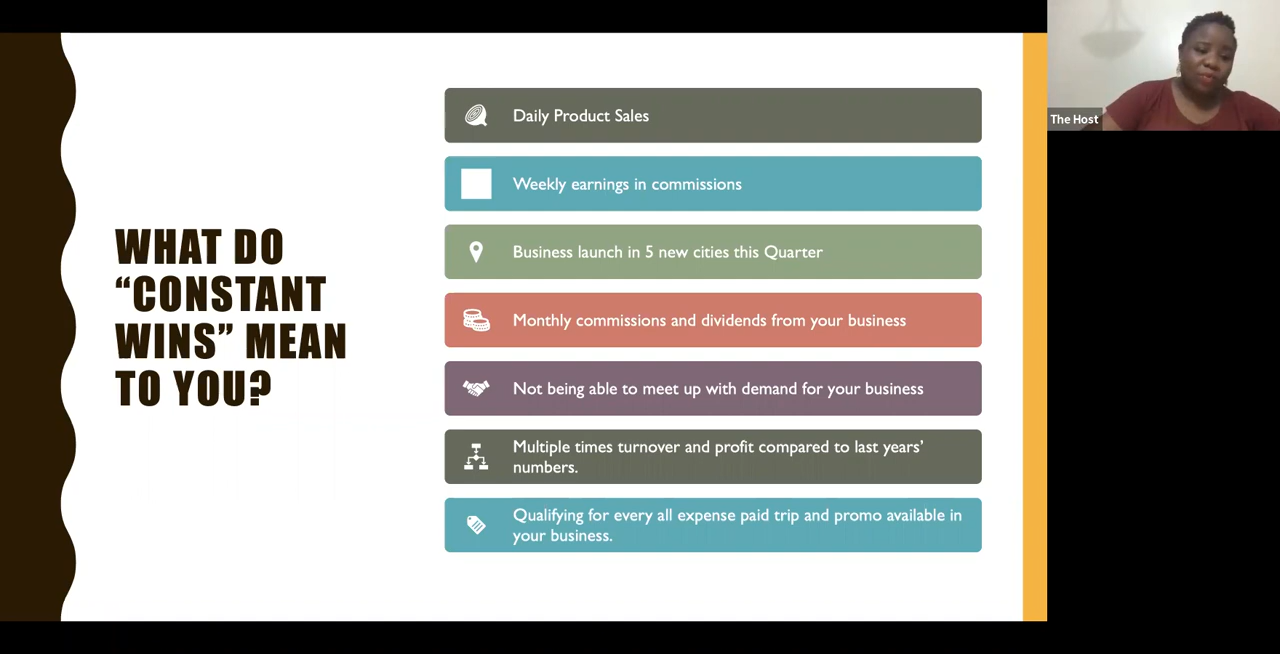 WHAT DO
“CONSTANT
WINS” MEAN
TO YOU?
Daily Product Sales
Weekly earnings in commissions
Business launch in 5 new cities this Quarter
Monthly commissions and dividends from your business
Not being able to meet up with demand for your business
Multiple times turnover and profit compared to last years’
numbers.
Qualifying for every all expense paid trip and promo available in
your business.
The Host